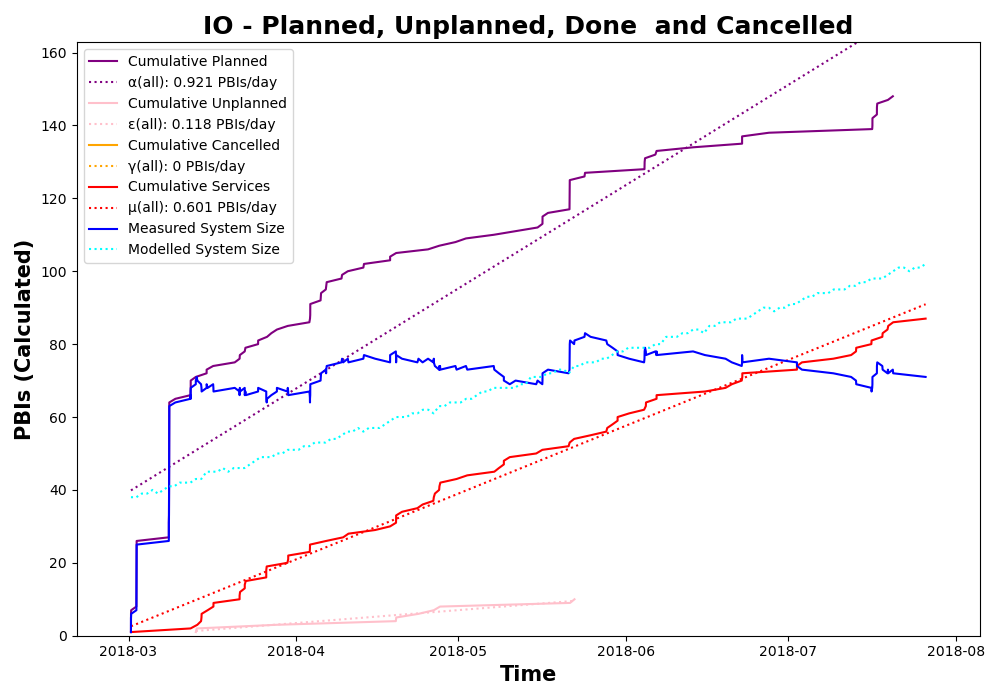 IO - Planned, Unplanned, Done  and Cancelled
160
140
120
100
80
60
40
20
0
PBIs (Calculated)
Cumulative Planned
α(all): 0.921 PBIs/day
Cumulative Unplanned
ε(all): 0.118 PBIs/day
Cumulative Cancelled
γ(all): 0 PBIs/day
Cumulative Services
μ(all): 0.601 PBIs/day
Measured System Size
Modelled System Size
2018-03 2018-04 2018-05 2018-06 2018-07 2018-08
Time